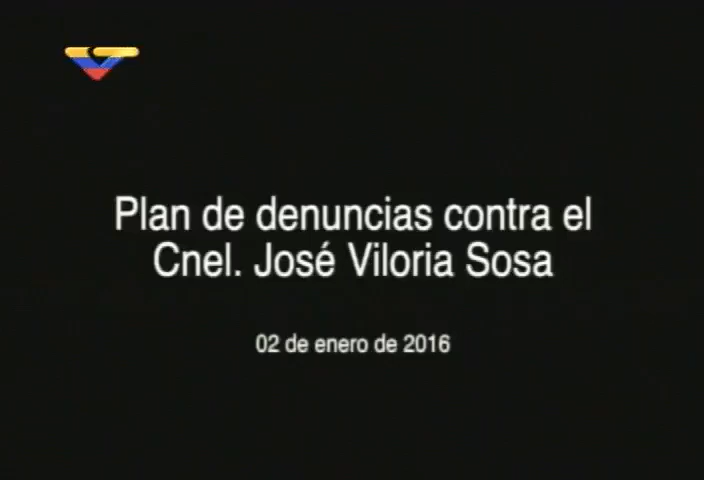 Plan de denuncias contra el
Cnel. José Viloria Sosa
02 de enero de 2016